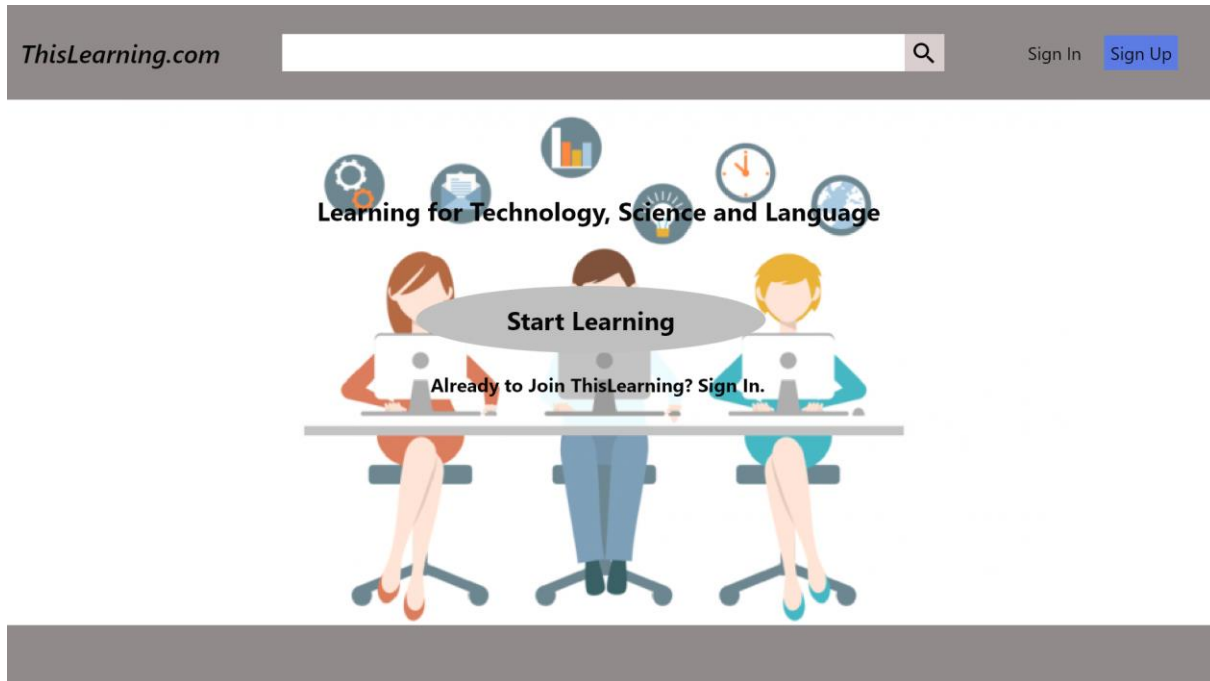 ThisLearning.com
Sign In
Sign Up
Learning for Technology, Science and Language
Start Learning
Already to Join ThisLearning? Sign In.